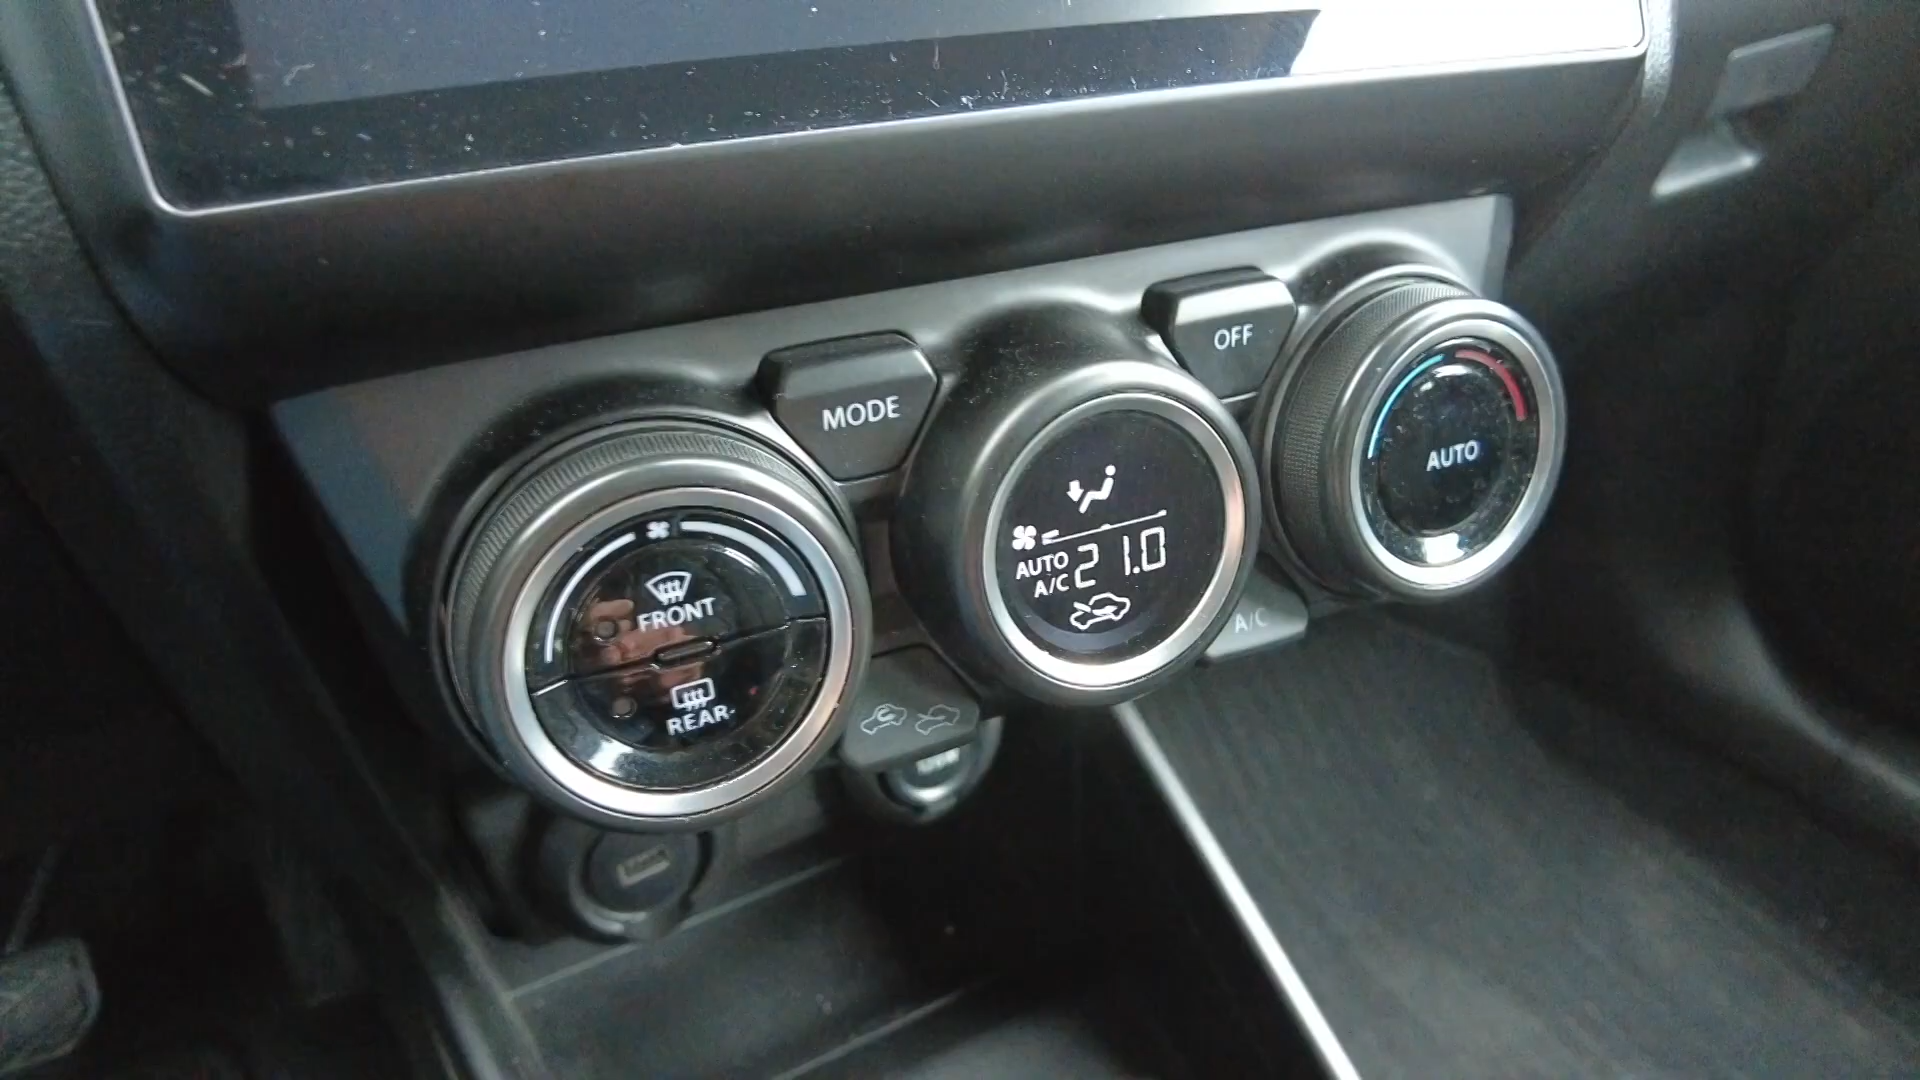 MODE
OFF
AUTO
FRONT
REAR
AUTO
A/C 21.0
A/C